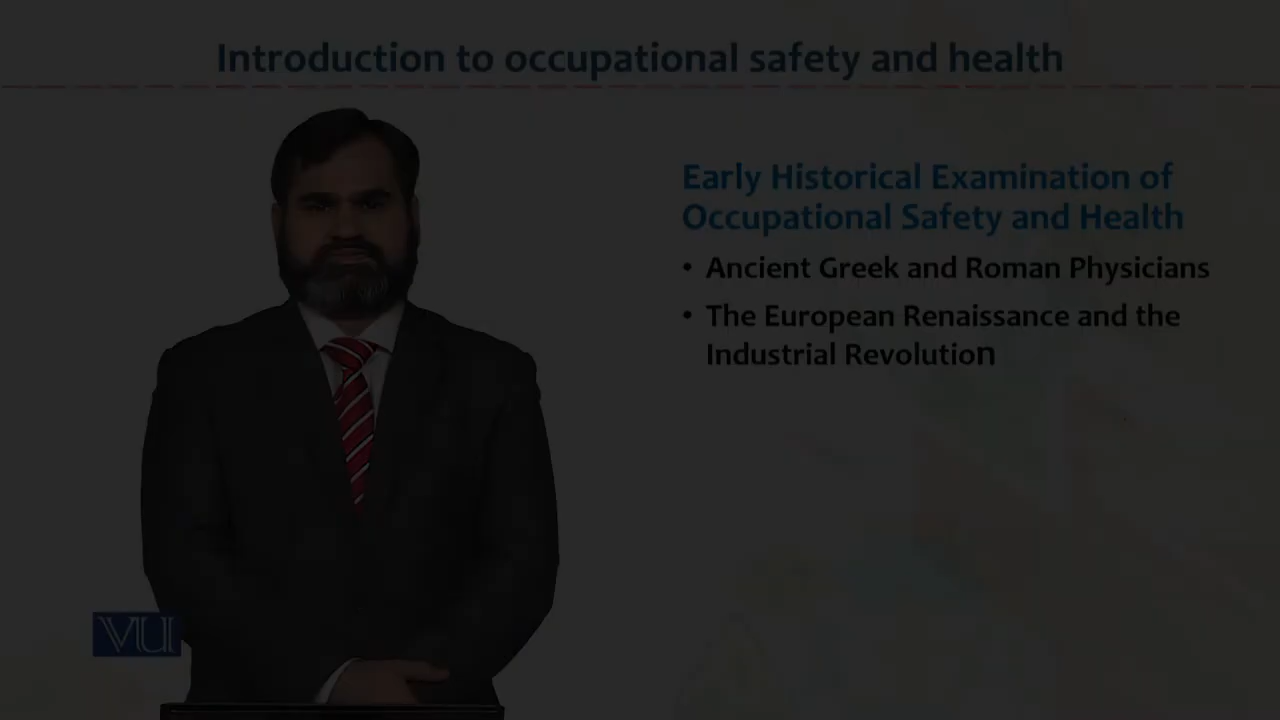 Introduction to occupational safety and health
Early Historical Examination of
Occupational Safety and Health
• Ancient Greek and Roman Physicians
• The European Renaissance and the
Industrial Revolution
VU